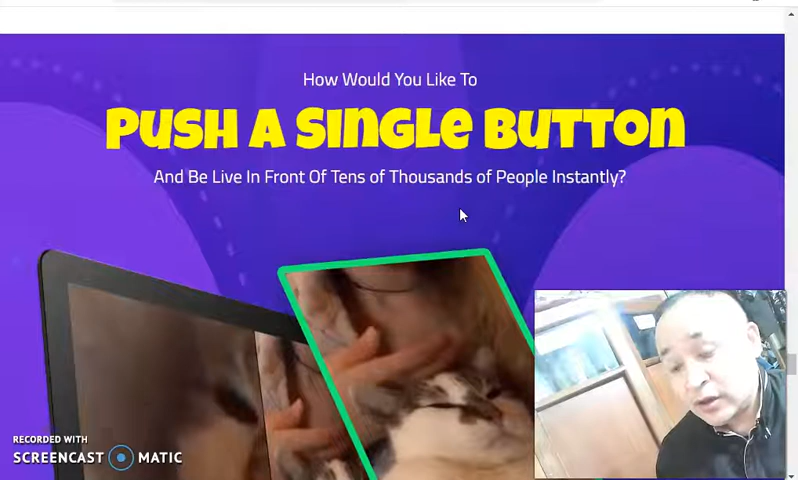 How Would You Like To
PUSH A SINGLE BUTTON
And Be Live In Front Of Tens of Thousands of People Instantly?
RECORDED WITH
SCREENCAST MATIC